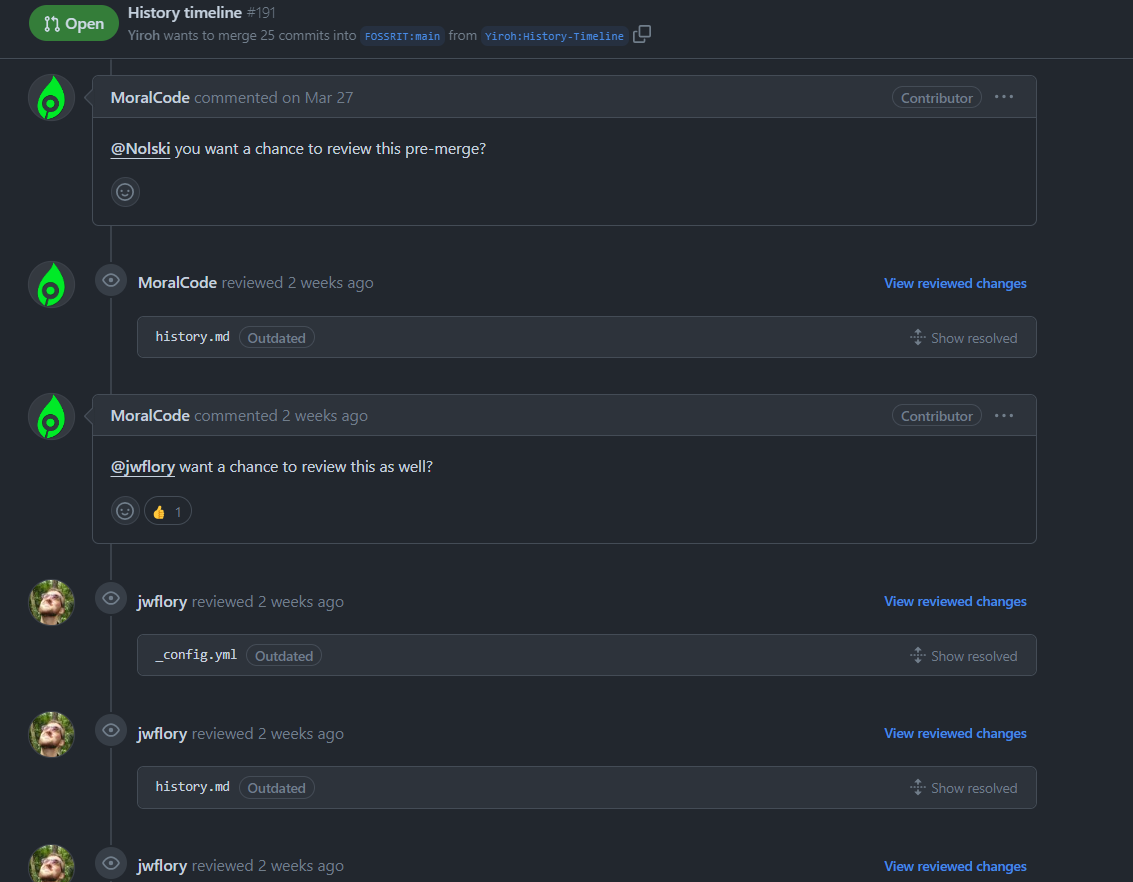 Open
History timeline #191
Yiroh wants to merge 25 commits into FOSSRIT:main from Yiroh:History-Timeline
MoralCode commented on Mar 27 Contributor
@Nolski you want a chance to review this pre-merge?
MoralCode reviewed 2 weeks ago View reviewed changes
history.md Outdated Show resolved
MoralCode commented 2 weeks ago Contributor
@jwflory want a chance to review this as well?
👍 1
jwflory reviewed 2 weeks ago View reviewed changes
_config.yml Outdated Show resolved
jwflory reviewed 2 weeks ago View reviewed changes
history.md Outdated Show resolved
jwflory reviewed 2 weeks ago View reviewed changes